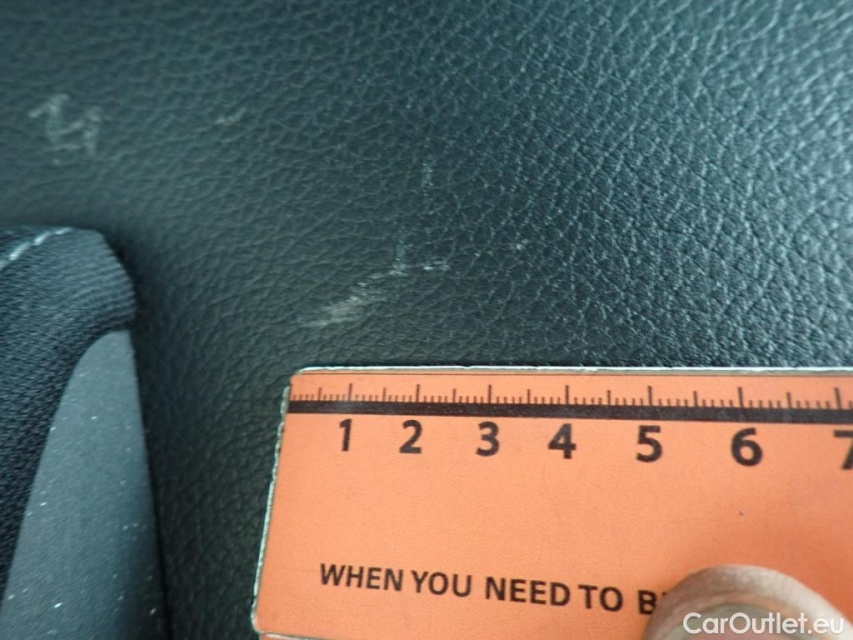 1 2 3 4 5 6 7
WHEN YOU NEED TO B
CarOutlet.eu